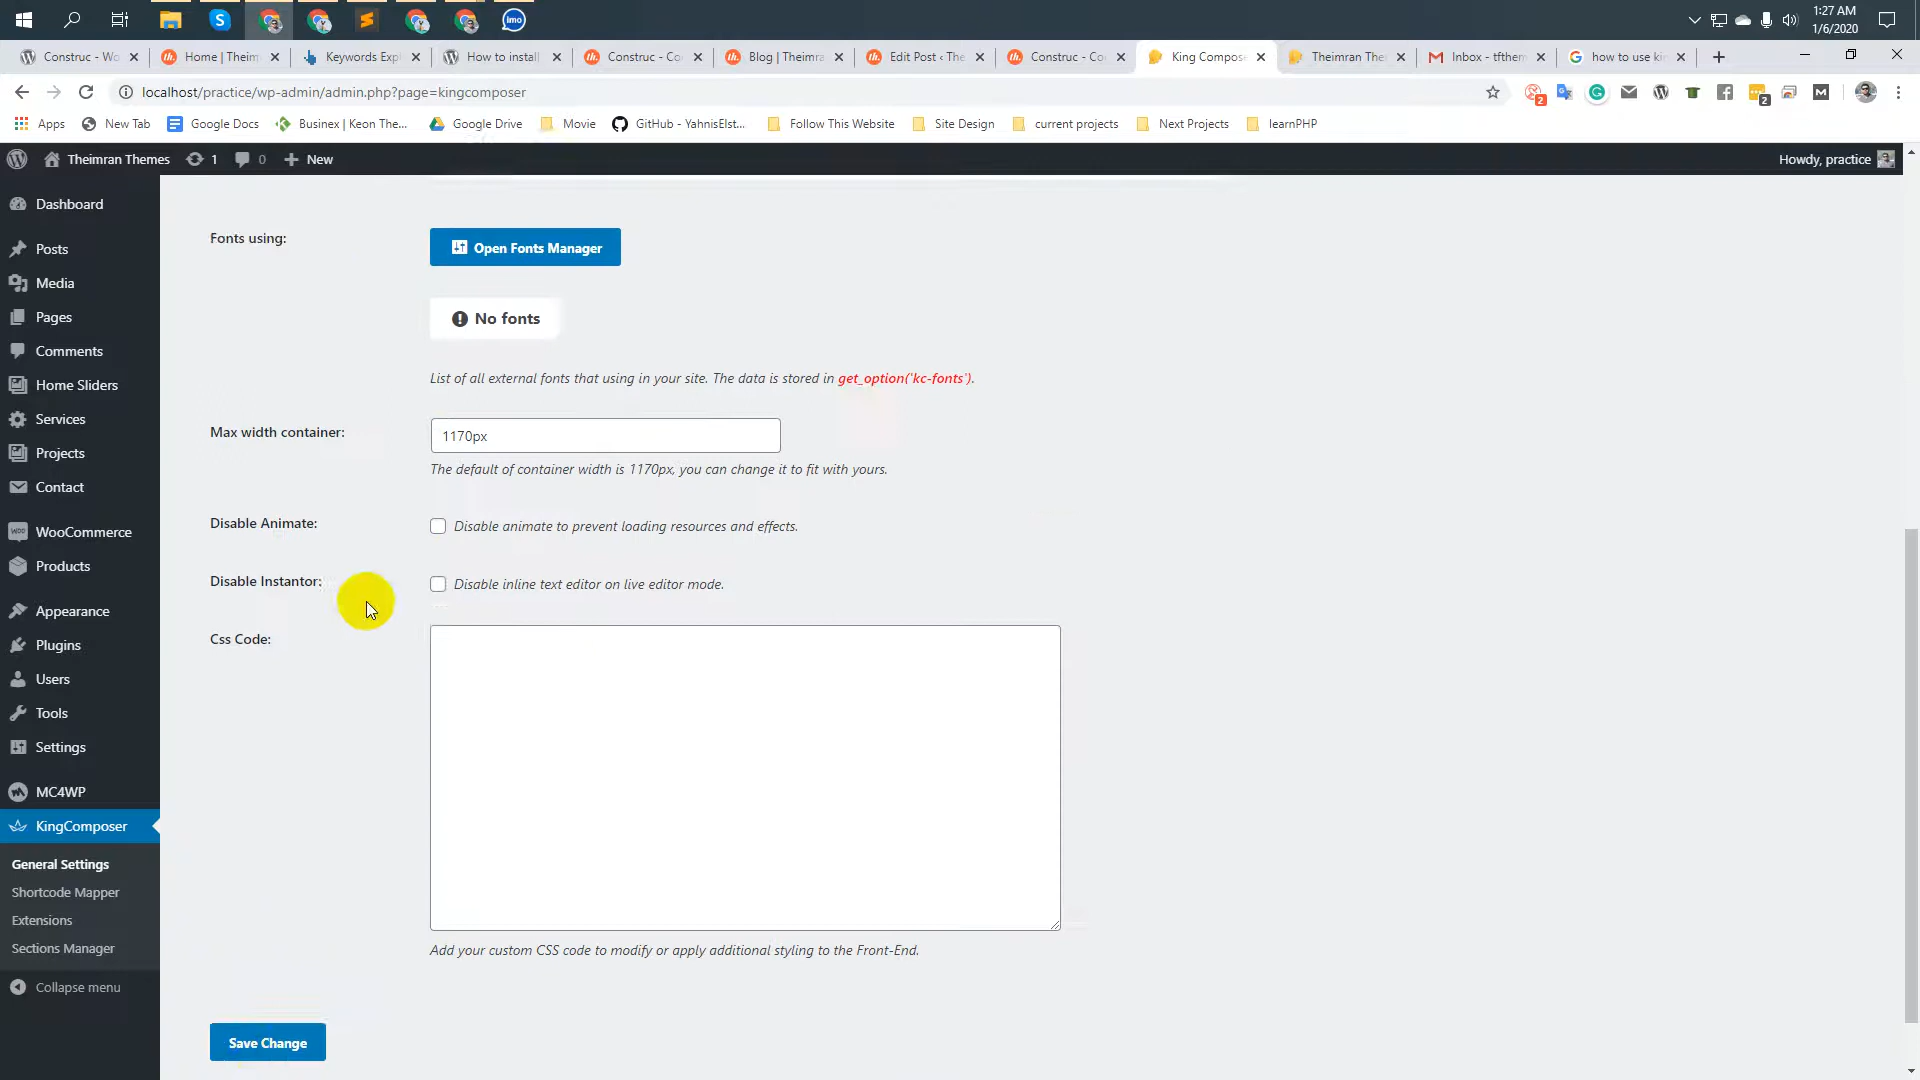 1:27 AM
1/6/2020
imo
Construc - Wo
Home | Theim
Keywords Expl
How to install
Construc - Co
Blog | Theimra
Edit Post ‹ The
Construc - Co
King Compose
Theimran The
Inbox - tfthem
how to use ki
localhost/practice/wp-admin/admin.php?page=kingcomposer
2
2
Apps
New Tab
Google Docs
Businex | Keon The...
Google Drive
Movie
GitHub - YahnisElst...
Follow This Website
Site Design
current projects
Next Projects
learnPHP
Theimran Themes
1
0
New
Howdy, practice
Dashboard
Posts
Media
Pages
Comments
Home Sliders
Services
Projects
Contact
WooCommerce
Products
Appearance
Plugins
Users
Tools
Settings
MC4WP
KingComposer
General Settings
Shortcode Mapper
Extensions
Sections Manager
Collapse menu
Fonts using:
Open Fonts Manager
No fonts
List of all external fonts that using in your site. The data is stored in get_option('kc-fonts').
Max width container:
1170px
The default of container width is 1170px, you can change it to fit with yours.
Disable Animate:
Disable animate to prevent loading resources and effects.
Disable Instantor:
Disable inline text editor on live editor mode.
Css Code:
Add your custom CSS code to modify or apply additional styling to the Front-End.
Save Change